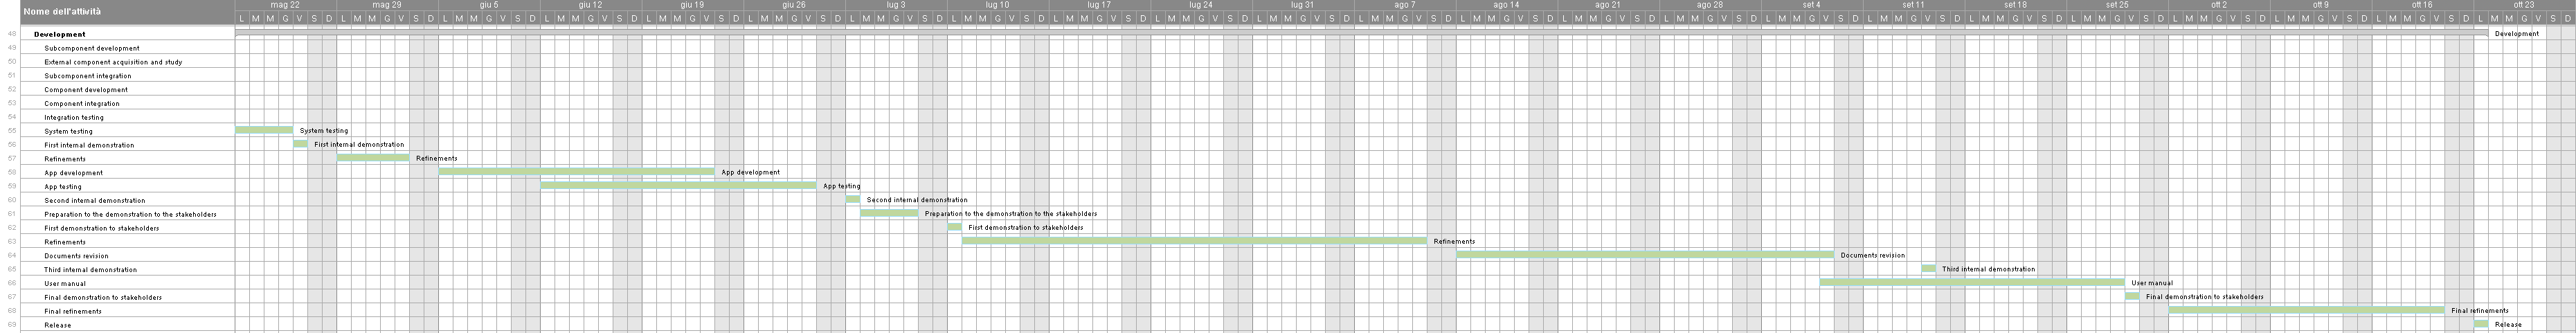 Nome dell'attività
mag 22 mag 29 giu 5 giu 12 giu 19 giu 26 lug 3 lug 10 lug 17 lug 24 lug 31 ago 7 ago 14 ago 21 ago 28 set 4 set 11 set 18 set 25 ott 2 ott 9 ott 16 ott 23
L M M G V S D L M M G V S D L M M G V S D L M M G V S D L M M G V S D L M M G V S D L M M G V S D L M M G V S D L M M G V S D L M M G V S D L M M G V S D L M M G V S D L M M G V S D L M M G V S D L M M G V S D L M M G V S D L M M G V S D L M M G V S D L M M G V S D L M M G V S D L M M G V S D L M M G V S D L M M G V S D
48 Development Development
49 Subcomponent development
50 External component acquisition and study
51 Subcomponent integration
52 Component development
53 Component integration
54 Integration testing
55 System testing System testing
56 First internal demonstration First internal demonstration
57 Refinements Refinements
58 App development App development
59 App testing App testing
60 Second internal demonstration Second internal demonstration
61 Preparation to the demonstration to the stakeholders Preparation to the demonstration to the stakeholders
62 First demonstration to stakeholders First demonstration to stakeholders
63 Refinements Refinements
64 Documents revision Documents revision
65 Third internal demonstration Third internal demonstration
66 User manual User manual
67 Final demonstration to stakeholders Final demonstration to stakeholders
68 Final refinements Final refinements
69 Release Release